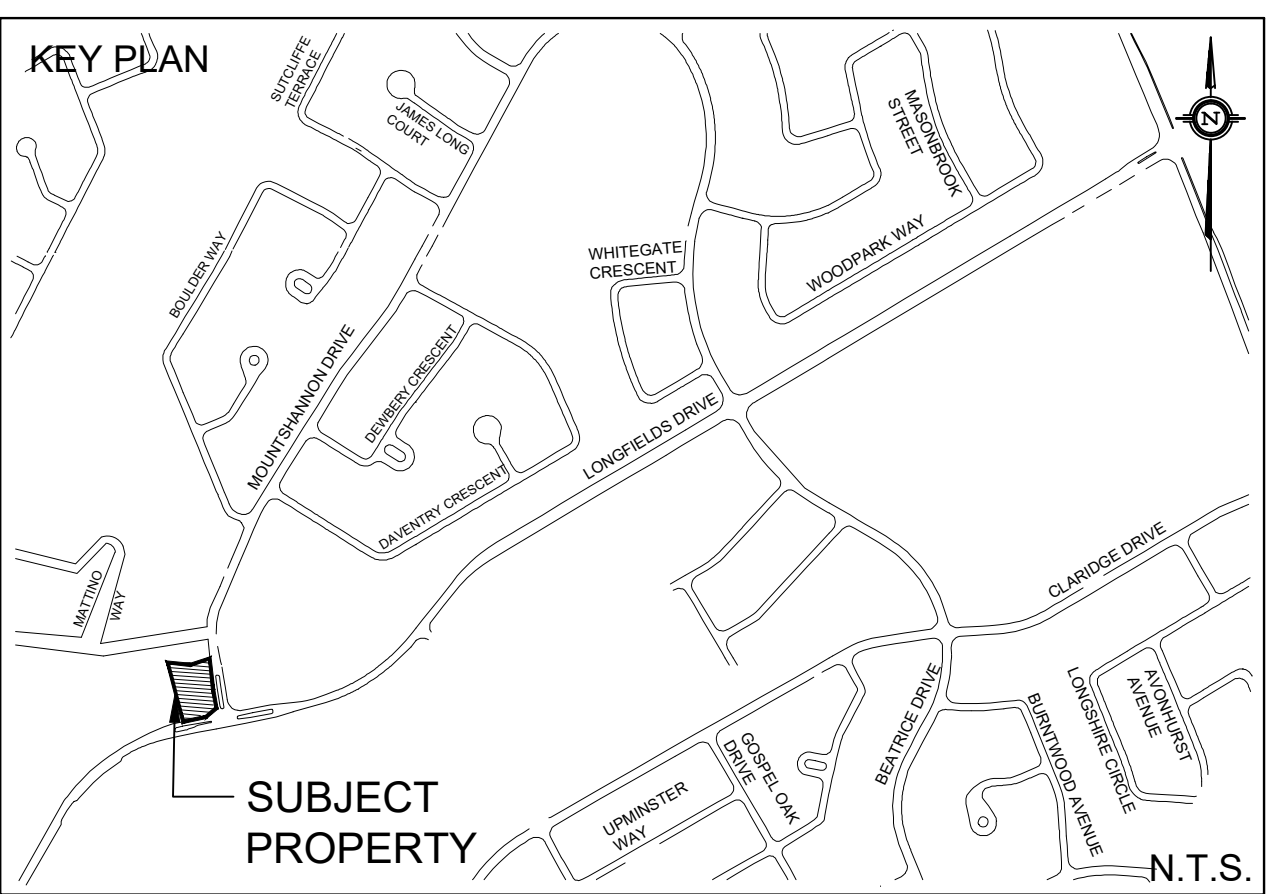 KEY PLAN
SUTCLIFFE
TERRACE
JAMES LONG
COURT
MASONBROOK
STREET
N
BOULDER WAY
WHITEGATE
CRESCENT
WOODPARK WAY
MOUNTSHANNON DRIVE
DEWBERY CRESCENT
LONGFIELDS DRIVE
DAVENTRY CRESCENT
MATTINO
WAY
CLARIDGE DRIVE
BEATRICE DRIVE
BURNTWOOD AVENUE
LONGSHIRE CIRCLE
AVONHURST
AVENUE
GOSPEL OAK
DRIVE
UPMINSTER
WAY
SUBJECT
PROPERTY
N.T.S.